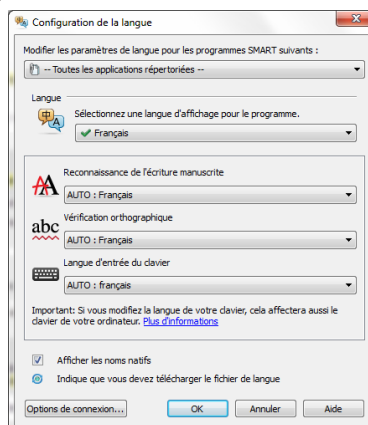 Configuration de la langue
Modifier les paramètres de langue pour les programmes SMART suivants :
-- Toutes les applications répertoriées --
Langue
Sélectionnez une langue d'affichage pour le programme.
Français
Reconnaissance de l'écriture manuscrite
AUTO : Français
abc
Vérification orthographique
AUTO : Français
Langue d'entrée du clavier
AUTO : français
Important: Si vous modifiez la langue de votre clavier, cela affectera aussi le
clavier de votre ordinateur. Plus d'informations
Afficher les noms natifs
Indique que vous devez télécharger le fichier de langue
Options de connexion... OK Annuler Aide